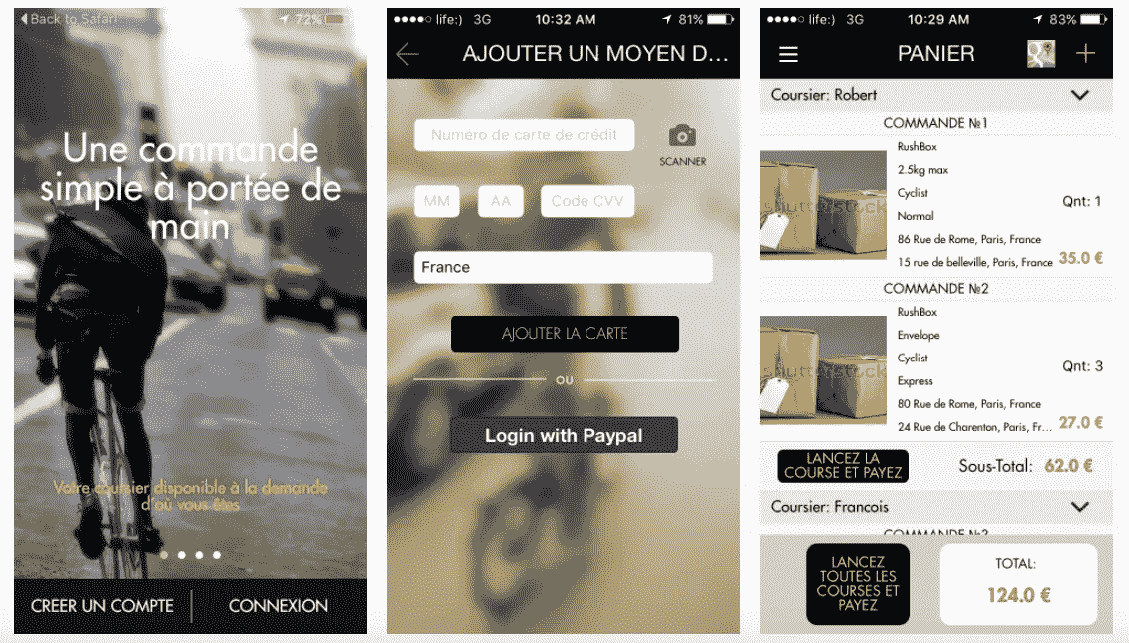 Back to Safari
72%
Une commande
simple à portée de
main
Votre coursier disponible à la demande
d'où vous êtes
CREER UN COMPTE
CONNEXION
life:) 3G 10:32 AM 81%
AJOUTER UN MOYEN D...
Numéro de carte de crédit
SCANNER
MM AA Code CVV
France
AJOUTER LA CARTE
OU
Login with Paypal
life:) 3G 10:29 AM 83%
PANIER
Coursier: Robert
COMMANDE №1
shutterstock
RushBox
2.5kg max
Cyclist
Normal
86 Rue de Rome, Paris, France
15 rue de belleville, Paris, France
Qnt: 1
35.0 €
COMMANDE №2
shutterstock
RushBox
Envelope
Cyclist
Express
80 Rue de Rome, Paris, France
24 Rue de Charenton, Paris, Fr...
Qnt: 3
27.0 €
LANCEZ LA
COURSE ET PAYEZ
Sous-Total: 62.0 €
Coursier: Francois
COMMANDE
LANCEZ
TOUTES LES
COURSES ET
PAYEZ
TOTAL:
124.0 €